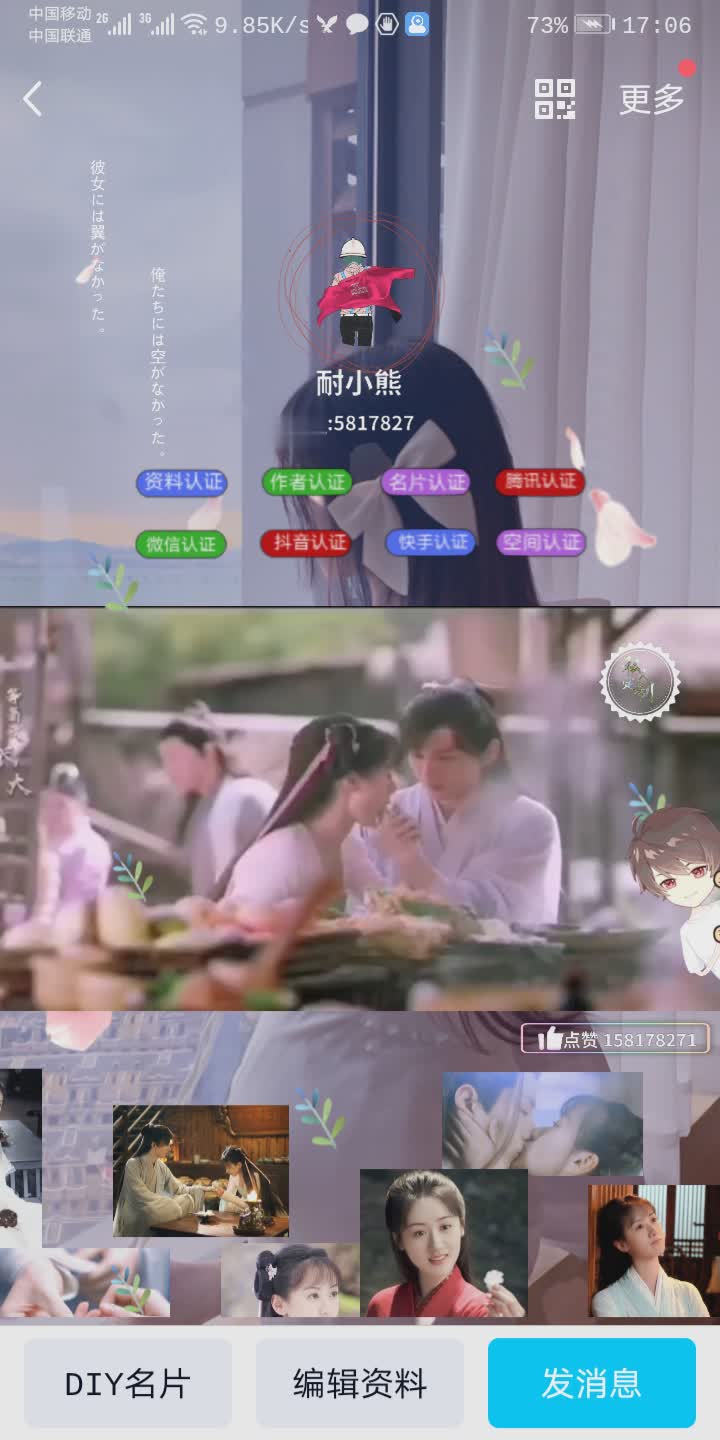 中国移动
中国联通
2G
3G
9.85K/s
73%
17:06
更多
彼女には翼がなかった。
俺たちには空がなかった。
耐小熊
:5817827
资料认证 作者认证 名片认证 腾讯认证
微信认证 抖音认证 快手认证 空间认证
大
点赞 158178271
DIY名片 编辑资料 发消息